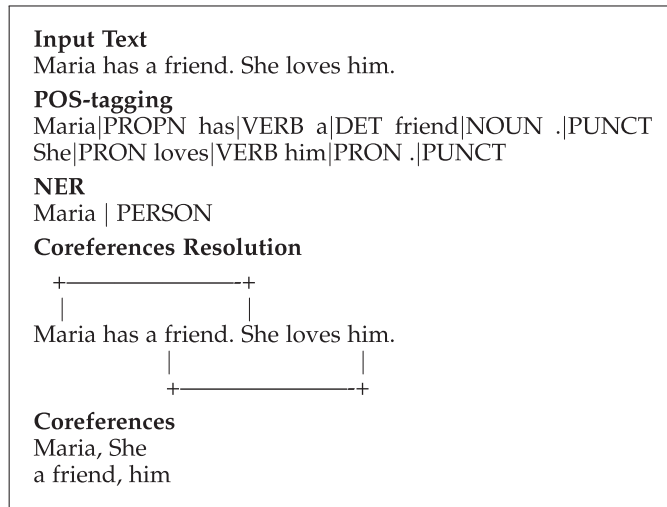 Input Text
Maria has a friend. She loves him.
POS-tagging
Maria|PROPN has|VERB a|DET friend|NOUN .|PUNCT
She|PRON loves|VERB him|PRON .|PUNCT
NER
Maria | PERSON
Coreferences Resolution
+———————-+
| |
Maria has a friend. She loves him.
| |
+———————-+
Coreferences
Maria, She
a friend, him